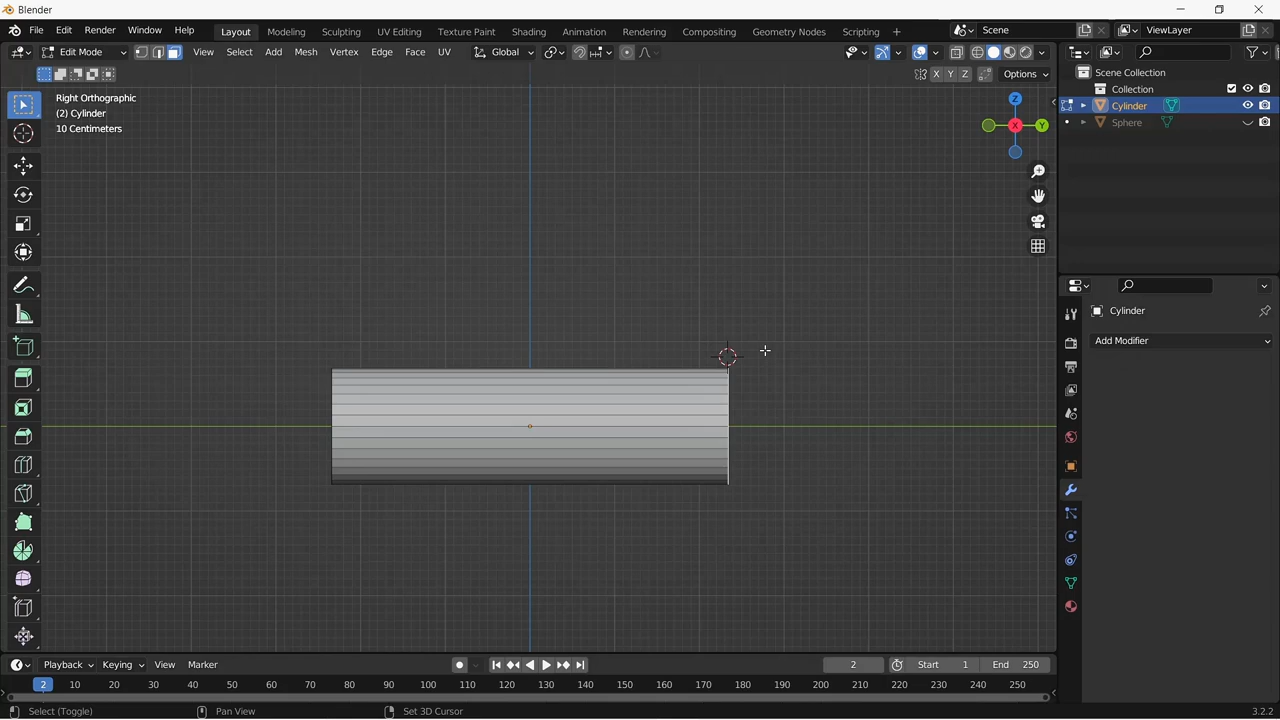 Blender
File Edit Render Window Help
Layout Modeling Sculpting UV Editing Texture Paint Shading Animation Rendering Compositing Geometry Nodes Scripting
Scene
ViewLayer
Edit Mode
View Select Add Mesh Vertex Edge Face UV
Global
X Y Z
Options
Right Orthographic
(2) Cylinder
10 Centimeters
Z
X
Y
Scene Collection
Collection
Cylinder
Sphere
Cylinder
Add Modifier
Playback Keying View Marker
2
Start 1
End 250
2 10 20 30 40 50 60 70 80 90 100 110 120 130 140 150 160 170 180 190 200 210 220 230 240 250
Select (Toggle)
Pan View
Set 3D Cursor
3.2.2